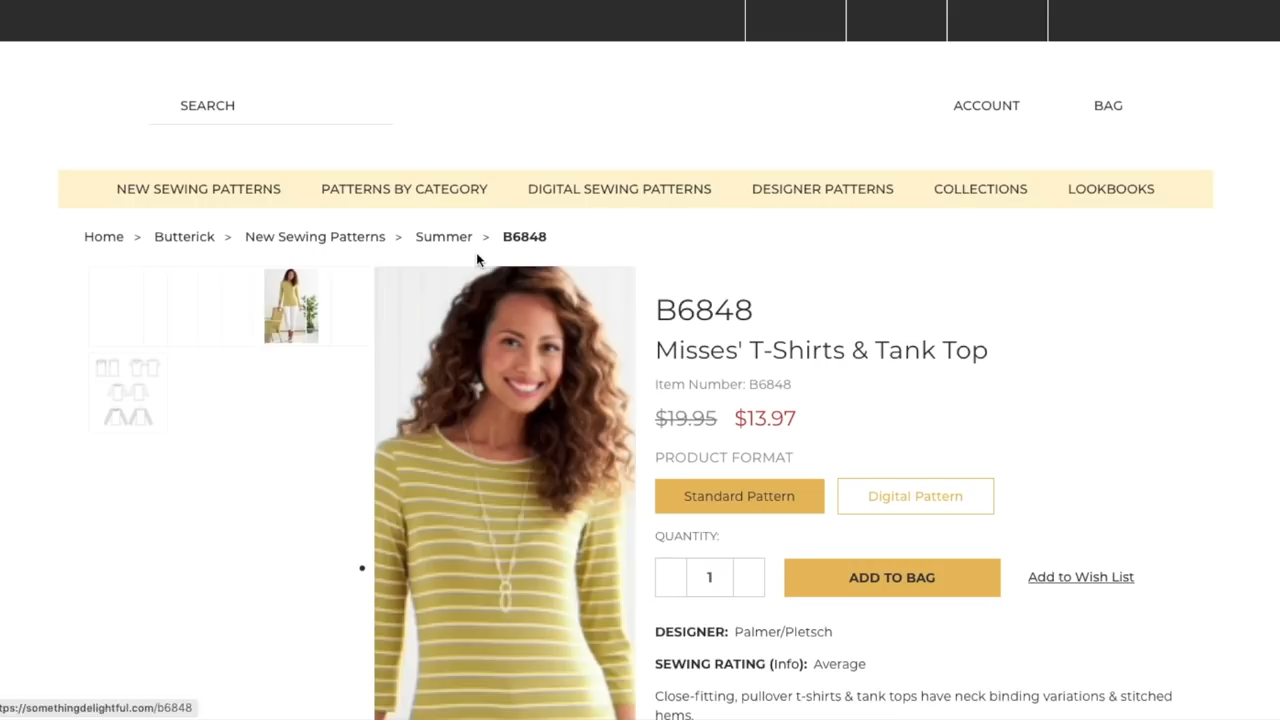 SEARCH
ACCOUNT
BAG
NEW SEWING PATTERNS
PATTERNS BY CATEGORY
DIGITAL SEWING PATTERNS
DESIGNER PATTERNS
COLLECTIONS
LOOKBOOKS
Home > Butterick > New Sewing Patterns > Summer > B6848
B6848
Misses' T-Shirts & Tank Top
Item Number: B6848
$19.95 $13.97
PRODUCT FORMAT
Standard Pattern
Digital Pattern
QUANTITY:
1
ADD TO BAG
Add to Wish List
DESIGNER: Palmer/Pletsch
SEWING RATING (Info): Average
Close-fitting, pullover t-shirts & tank tops have neck binding variations & stitched
hems.
tps://somethingdelightful.com/b6848